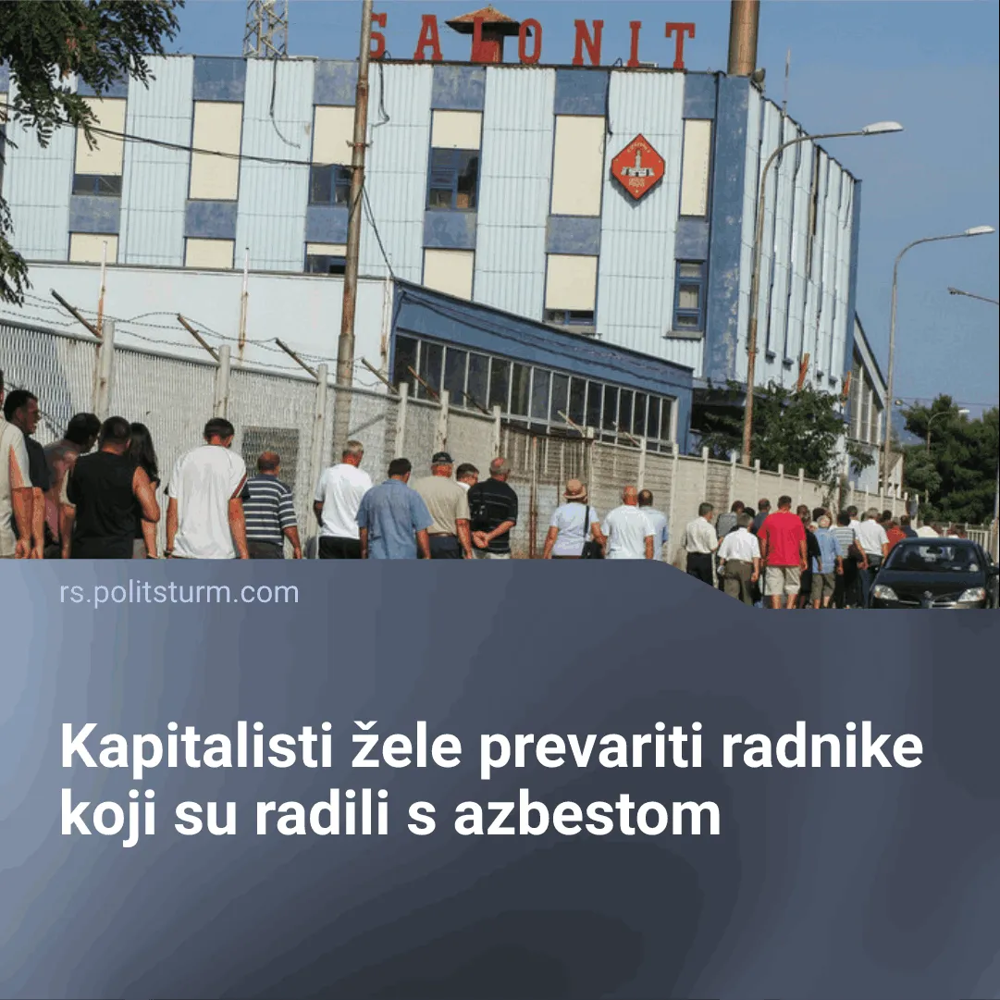 SALONIT
rs.politsturm.com
Kapitalisti žele prevariti radnike
koji su radili s azbestom